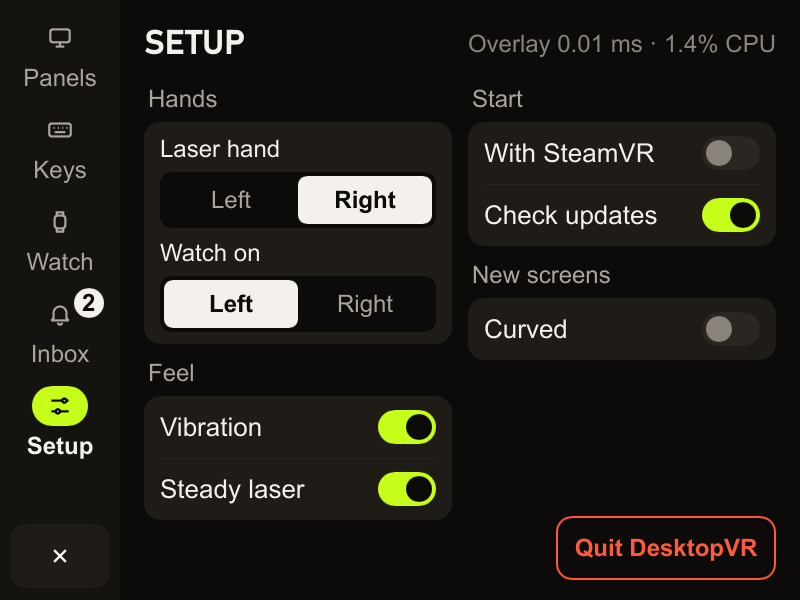 Panels
Keys
Watch
2
Inbox
Setup
×
SETUP
Overlay 0.01 ms · 1.4% CPU
Hands
Laser hand
Left Right
Watch on
Left Right
Feel
Vibration
Steady laser
Start
With SteamVR
Check updates
New screens
Curved
Quit DesktopVR